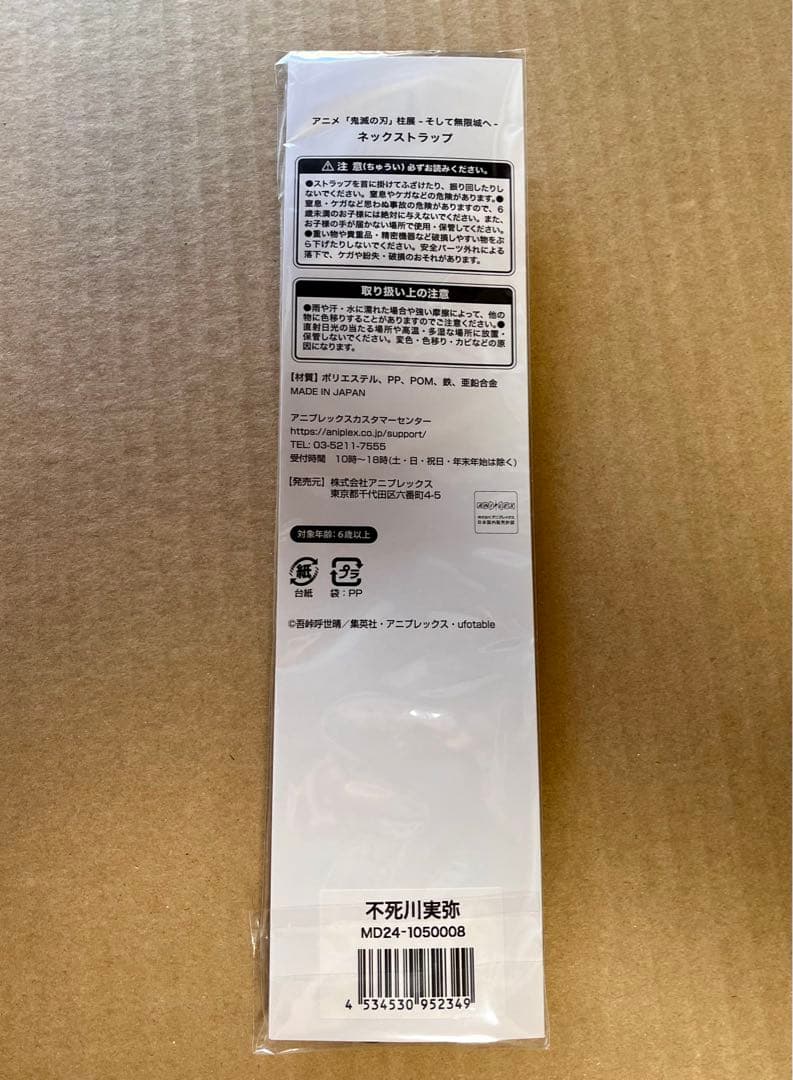 アニメ「鬼滅の刃」柱展 - そして無限城へ -
ネックストラップ
⚠注 意(ちゅうい) 必ずお読みください。
●ストラップを首に掛けてふざけたり、振り回したりし
ないでください。窒息やケガなどの危険があります。●
窒息・ケガなど思わぬ事故の危険がありますので、6
歳未満のお子様には絶対に与えないでください。また、
お子様の手が届かない場所で使用・保管してください。
●重い物や貴重品・精密機器など破損しやすい物をぶ
ら下げたりしないでください。安全パーツ外れによる
落下で、ケガや紛失・破損のおそれがあります。
取り扱い上の注意
●雨や汗・水に濡れた場合や強い摩擦によって、他の
物に色移りすることがありますのでご注意ください。●
直射日光の当たる場所や高温・多湿な場所に放置・
保管しないでください。変色・色移り・カビなどの原
因になります。
【材質】ポリエステル、PP、POM、鉄、亜鉛合金
MADE IN JAPAN
アニプレックスカスタマーセンター
https://aniplex.co.jp/support/
TEL: 03-5211-7555
受付時間 10時～18時(土・日・祝日・年末年始は除く)
【発売元】株式会社アニプレックス
東京都千代田区六番町4-5
ANIPLEX
株式会社アニプレックス
日本国内販売許諾
対象年齢：6歳以上
紙
台紙
プラ
袋：PP
©吾峠呼世晴／集英社・アニプレックス・ufotable
不死川実弥
MD24-1050008
4 534530 952349